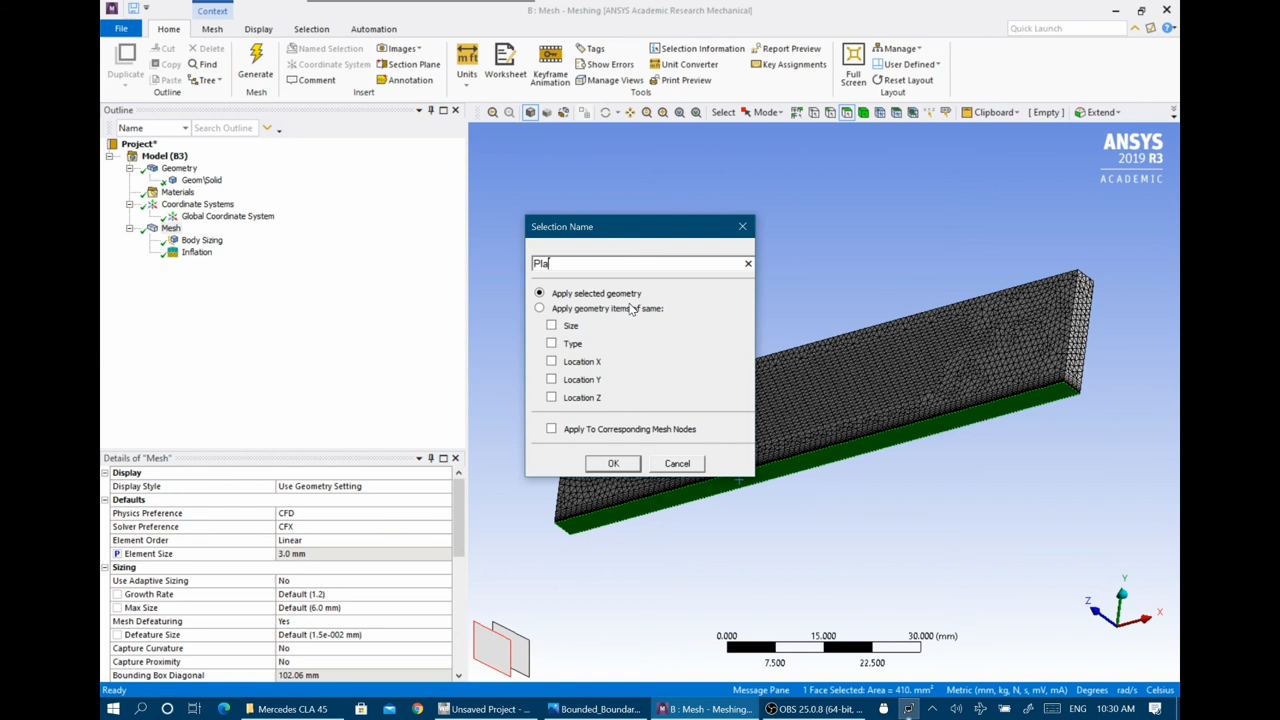 Context
B : Mesh - Meshing [ANSYS Academic Research Mechanical]
File
Home
Mesh
Display
Selection
Automation
Quick Launch
Duplicate
Cut
Copy
Paste
Delete
Find
Tree
Outline
Generate
Mesh
Named Selection
Coordinate System
Comment
Images
Section Plane
Annotation
Insert
Units
Worksheet
Keyframe Animation
Tags
Show Errors
Manage Views
Selection Information
Unit Converter
Print Preview
Report Preview
Key Assignments
Tools
Full Screen
Manage
User Defined
Reset Layout
Layout
Outline
Select
Mode
Clipboard
[ Empty ]
Extend
Name
Search Outline
Project*
Model (B3)
Geometry
Geom\Solid
Materials
Coordinate Systems
Global Coordinate System
Mesh
Body Sizing
Inflation
ANSYS
2019 R3
ACADEMIC
Selection Name
Pla
Apply selected geometry
Apply geometry items of same:
Size
Type
Location X
Location Y
Location Z
Apply To Corresponding Mesh Nodes
OK
Cancel
Details of "Mesh"
Display
Display Style Use Geometry Setting
Defaults
Physics Preference CFD
Solver Preference CFX
Element Order Linear
P Element Size 3.0 mm
Sizing
Use Adaptive Sizing No
Growth Rate Default (1.2)
Max Size Default (6.0 mm)
Mesh Defeaturing Yes
Defeature Size Default (1.5e-002 mm)
Capture Curvature No
Capture Proximity No
Bounding Box Diagonal 102.06 mm
Y
Z
X
0.000
15.000
30.000 (mm)
7.500
22.500
Ready
Message Pane
1 Face Selected: Area = 410. mm²
Metric (mm, kg, N, s, mV, mA)
Degrees
rad/s
Celsius
Mercedes CLA 45
Unsaved Project - ...
Bounded_Boundar...
B : Mesh - Meshing...
OBS 25.0.8 (64-bit, ...
ENG
10:30 AM